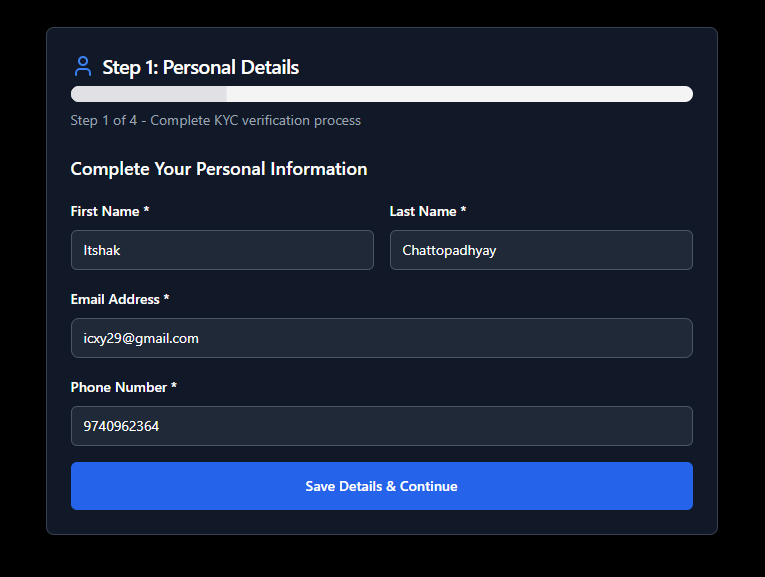 Step 1: Personal Details
Step 1 of 4 - Complete KYC verification process
Complete Your Personal Information
First Name * Last Name *
Itshak Chattopadhyay
Email Address *
icxy29@gmail.com
Phone Number *
9740962364
Save Details & Continue